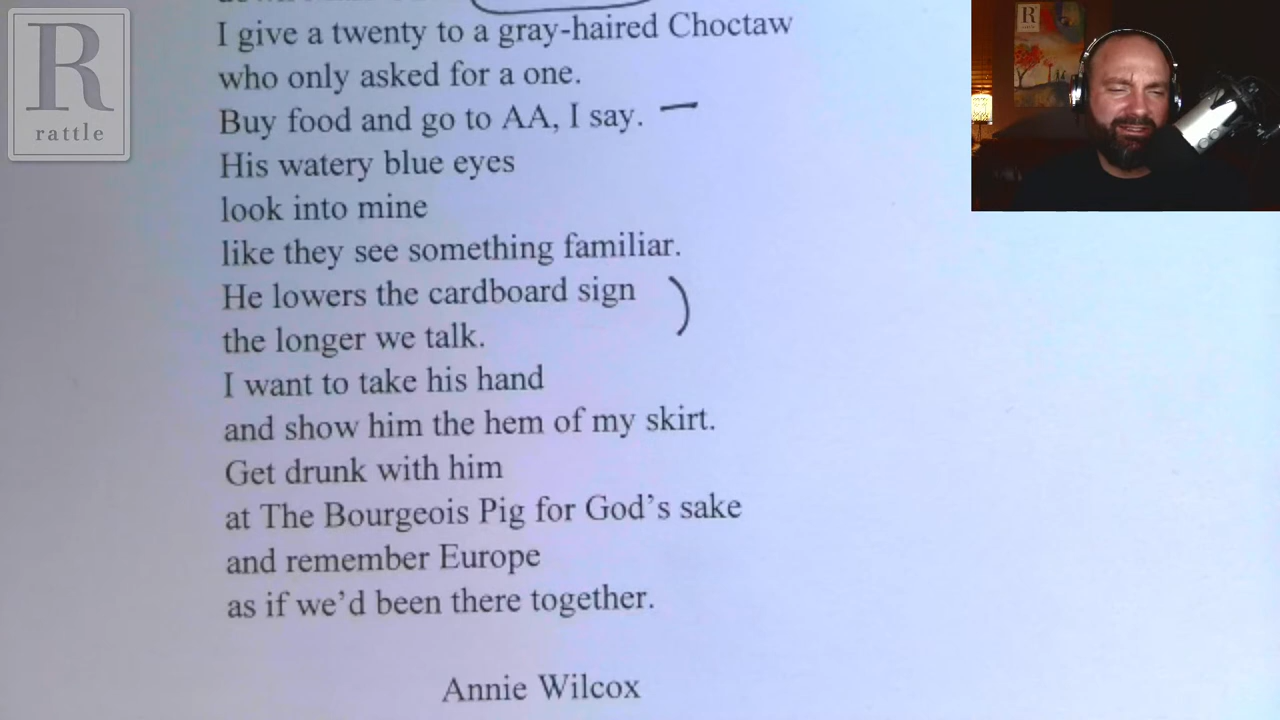 R
rattle
I give a twenty to a gray-haired Choctaw
who only asked for a one.
Buy food and go to AA, I say.
His watery blue eyes
look into mine
like they see something familiar.
He lowers the cardboard sign
the longer we talk.
I want to take his hand
and show him the hem of my skirt.
Get drunk with him
at The Bourgeois Pig for God's sake
and remember Europe
as if we'd been there together.
Annie Wilcox
R